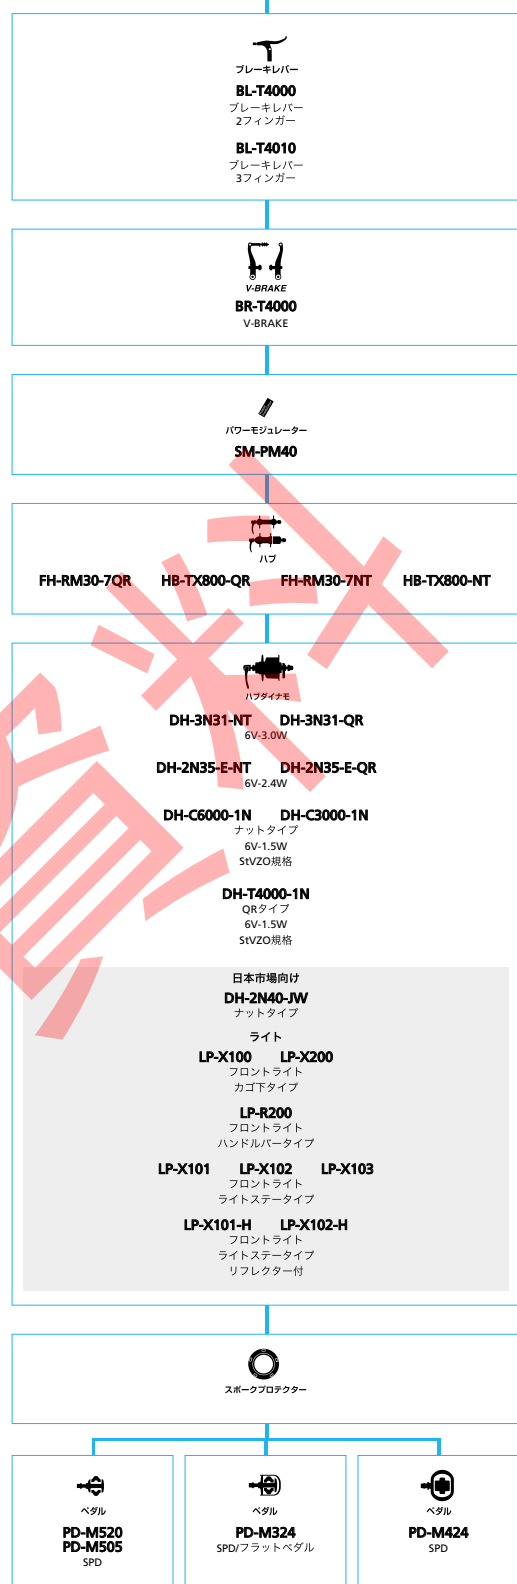 ブレーキレバー
BL-T4000
ブレーキレバー
2フィンガー
BL-T4010
ブレーキレバー
3フィンガー
V-BRAKE
BR-T4000
V-BRAKE
パワーモジュレーター
SM-PM40
ハブ
FH-RM30-7QR HB-TX800-QR FH-RM30-7NT HB-TX800-NT
ハブダイナモ
DH-3N31-NT DH-3N31-QR
6V-3.0W
DH-2N35-E-NT DH-2N35-E-QR
6V-2.4W
DH-C6000-1N DH-C3000-1N
ナットタイプ
6V-1.5W
StVZO規格
DH-T4000-1N
QRタイプ
6V-1.5W
StVZO規格
日本市場向け
DH-2N40-JW
ナットタイプ
ライト
LP-X100 LP-X200
フロントライト
カゴ下タイプ
LP-R200
フロントライト
ハンドルバータイプ
LP-X101 LP-X102 LP-X103
フロントライト
ライトステータイプ
LP-X101-H LP-X102-H
フロントライト
ライトステータイプ
リフレクター付
スポークプロテクター
ペダル
PD-M520
PD-M505
SPD
ペダル
PD-M324
SPD/フラットペダル
ペダル
PD-M424
SPD
資料